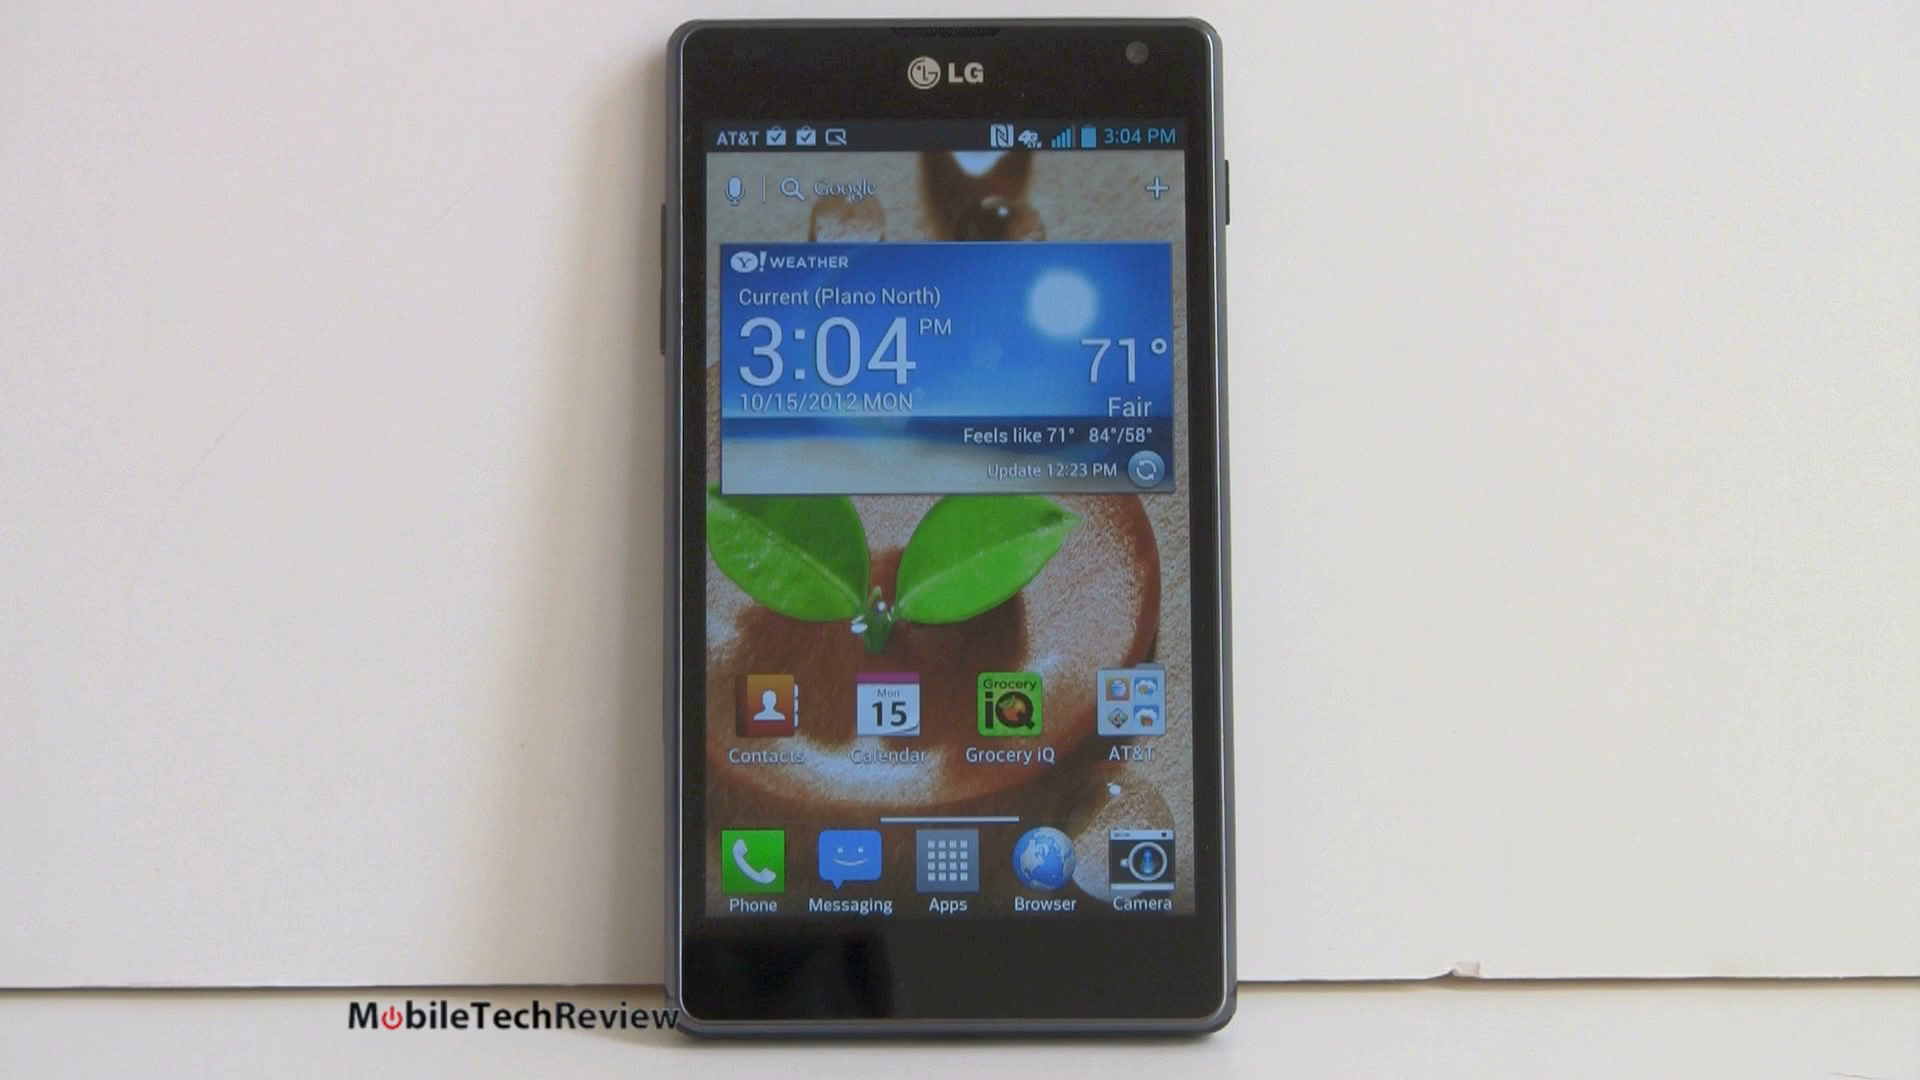 LG
AT&T 3:04 PM
Google
Y! WEATHER
Current (Plano North)
3:04 PM
71°
10/15/2012 MON
Fair
Feels like 71° 84°/58°
Update 12:23 PM
Mon
15
Grocery
iQ
Contacts Calendar Grocery iQ AT&T
Phone Messaging Apps Browser Camera
MobileTechReview